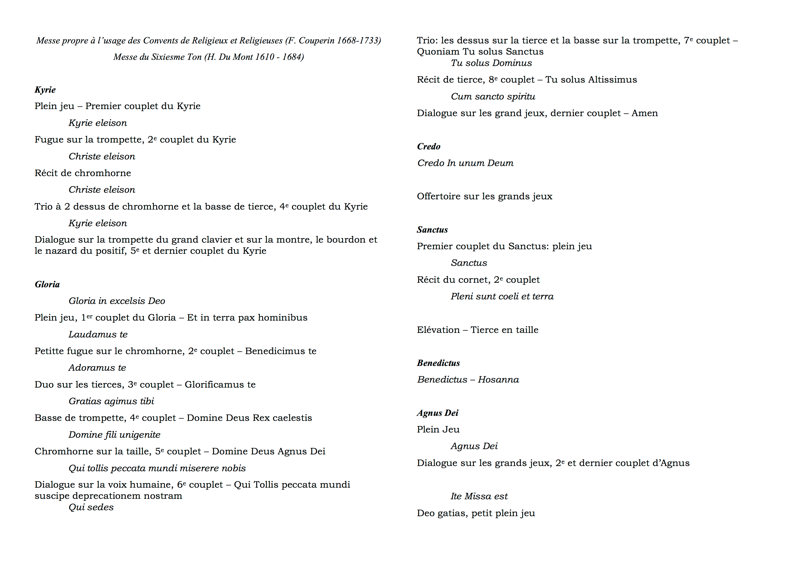 Messe propre à l'usage des Convents de Religieux et Religieuses (F. Couperin 1668-1733)
Messe du Sixiesme Ton (H. Du Mont 1610 - 1684)
Kyrie
Plein jeu – Premier couplet du Kyrie
Kyrie eleison
Fugue sur la trompette, 2e couplet du Kyrie
Christe eleison
Récit de chromhorne
Christe eleison
Trio à 2 dessus de chromhorne et la basse de tierce, 4e couplet du Kyrie
Kyrie eleison
Dialogue sur la trompette du grand clavier et sur la montre, le bourdon et
le nazard du positif, 5e et dernier couplet du Kyrie
Gloria
Gloria in excelsis Deo
Plein jeu, 1er couplet du Gloria – Et in terra pax hominibus
Laudamus te
Petitte fugue sur le chromhorne, 2e couplet – Benedicimus te
Adoramus te
Duo sur les tierces, 3e couplet – Glorificamus te
Gratias agimus tibi
Basse de trompette, 4e couplet – Domine Deus Rex caelestis
Domine fili unigenite
Chromhorne sur la taille, 5e couplet – Domine Deus Agnus Dei
Qui tollis peccata mundi miserere nobis
Dialogue sur la voix humaine, 6e couplet – Qui Tollis peccata mundi
suscipe deprecationem nostram
Qui sedes
Trio: les dessus sur la tierce et la basse sur la trompette, 7e couplet –
Quoniam Tu solus Sanctus
Tu solus Dominus
Récit de tierce, 8e couplet – Tu solus Altissimus
Cum sancto spiritu
Dialogue sur les grand jeux, dernier couplet – Amen
Credo
Credo In unum Deum
Offertoire sur les grands jeux
Sanctus
Premier couplet du Sanctus: plein jeu
Sanctus
Récit du cornet, 2e couplet
Pleni sunt coeli et terra
Elévation – Tierce en taille
Benedictus
Benedictus – Hosanna
Agnus Dei
Plein Jeu
Agnus Dei
Dialogue sur les grands jeux, 2e et dernier couplet d'Agnus
Ite Missa est
Deo gatias, petit plein jeu